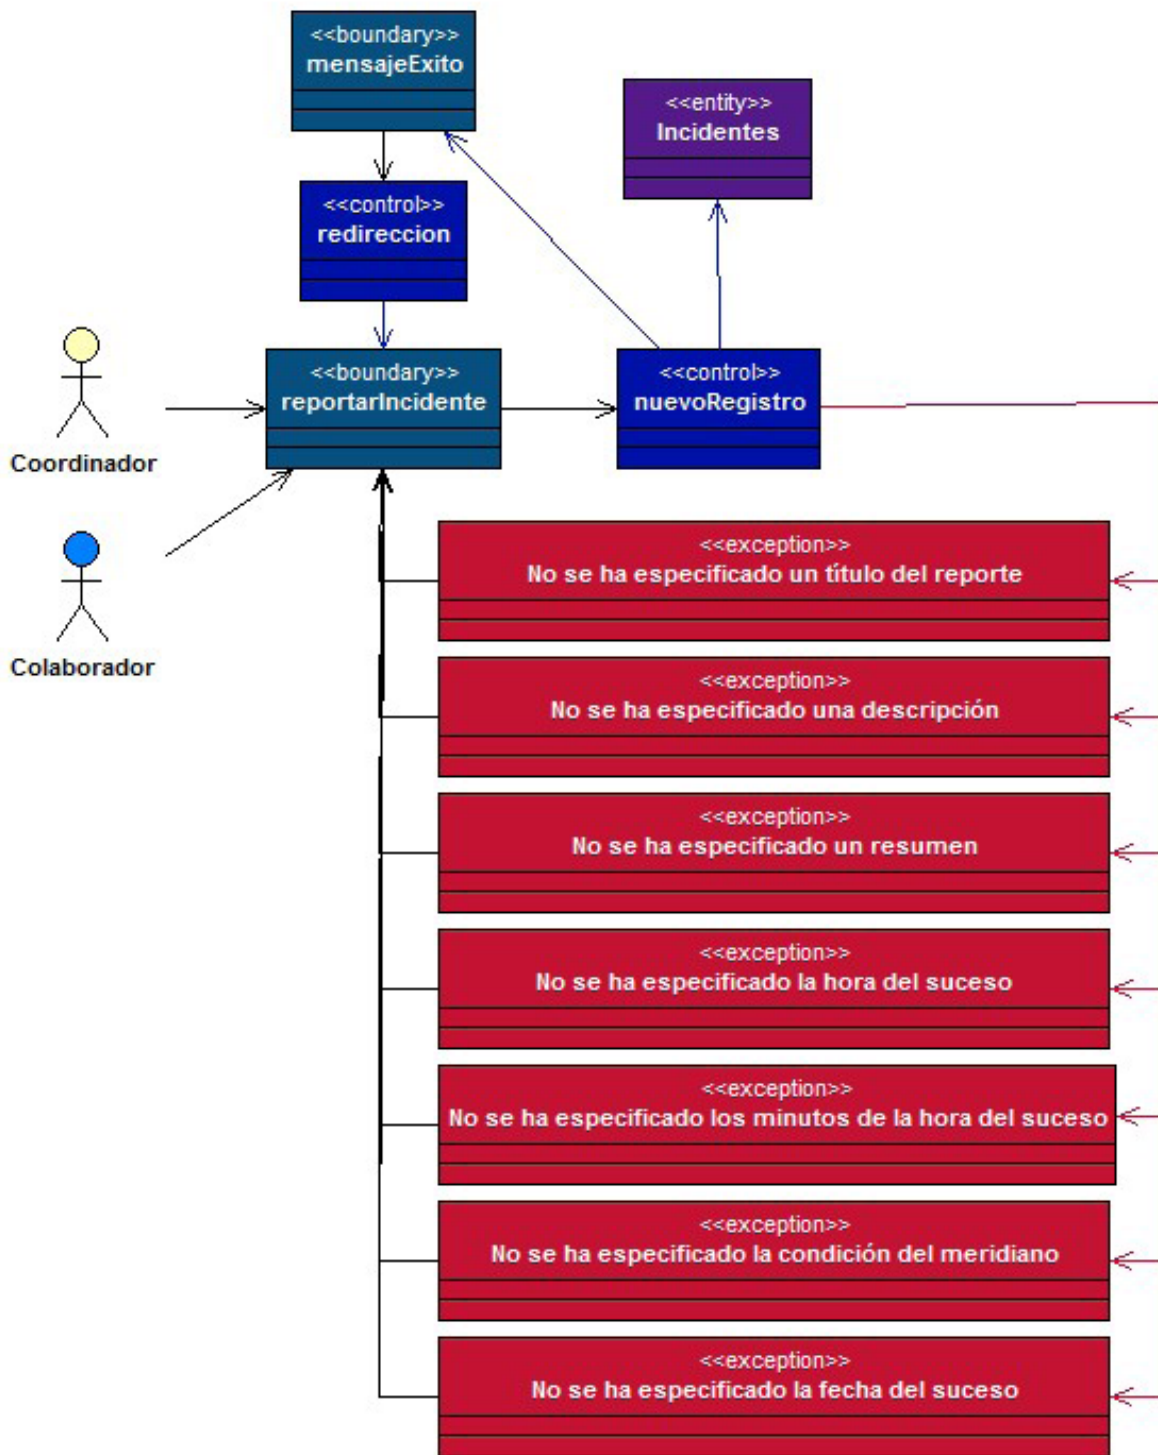 <<boundary>>
mensajeExito
<<entity>>
Incidentes
<<control>>
redireccion
<<boundary>>
reportarIncidente
<<control>>
nuevoRegistro
Coordinador
Colaborador
<<exception>>
No se ha especificado un título del reporte
<<exception>>
No se ha especificado una descripción
<<exception>>
No se ha especificado un resumen
<<exception>>
No se ha especificado la hora del suceso
<<exception>>
No se ha especificado los minutos de la hora del suceso
<<exception>>
No se ha especificado la condición del meridiano
<<exception>>
No se ha especificado la fecha del suceso